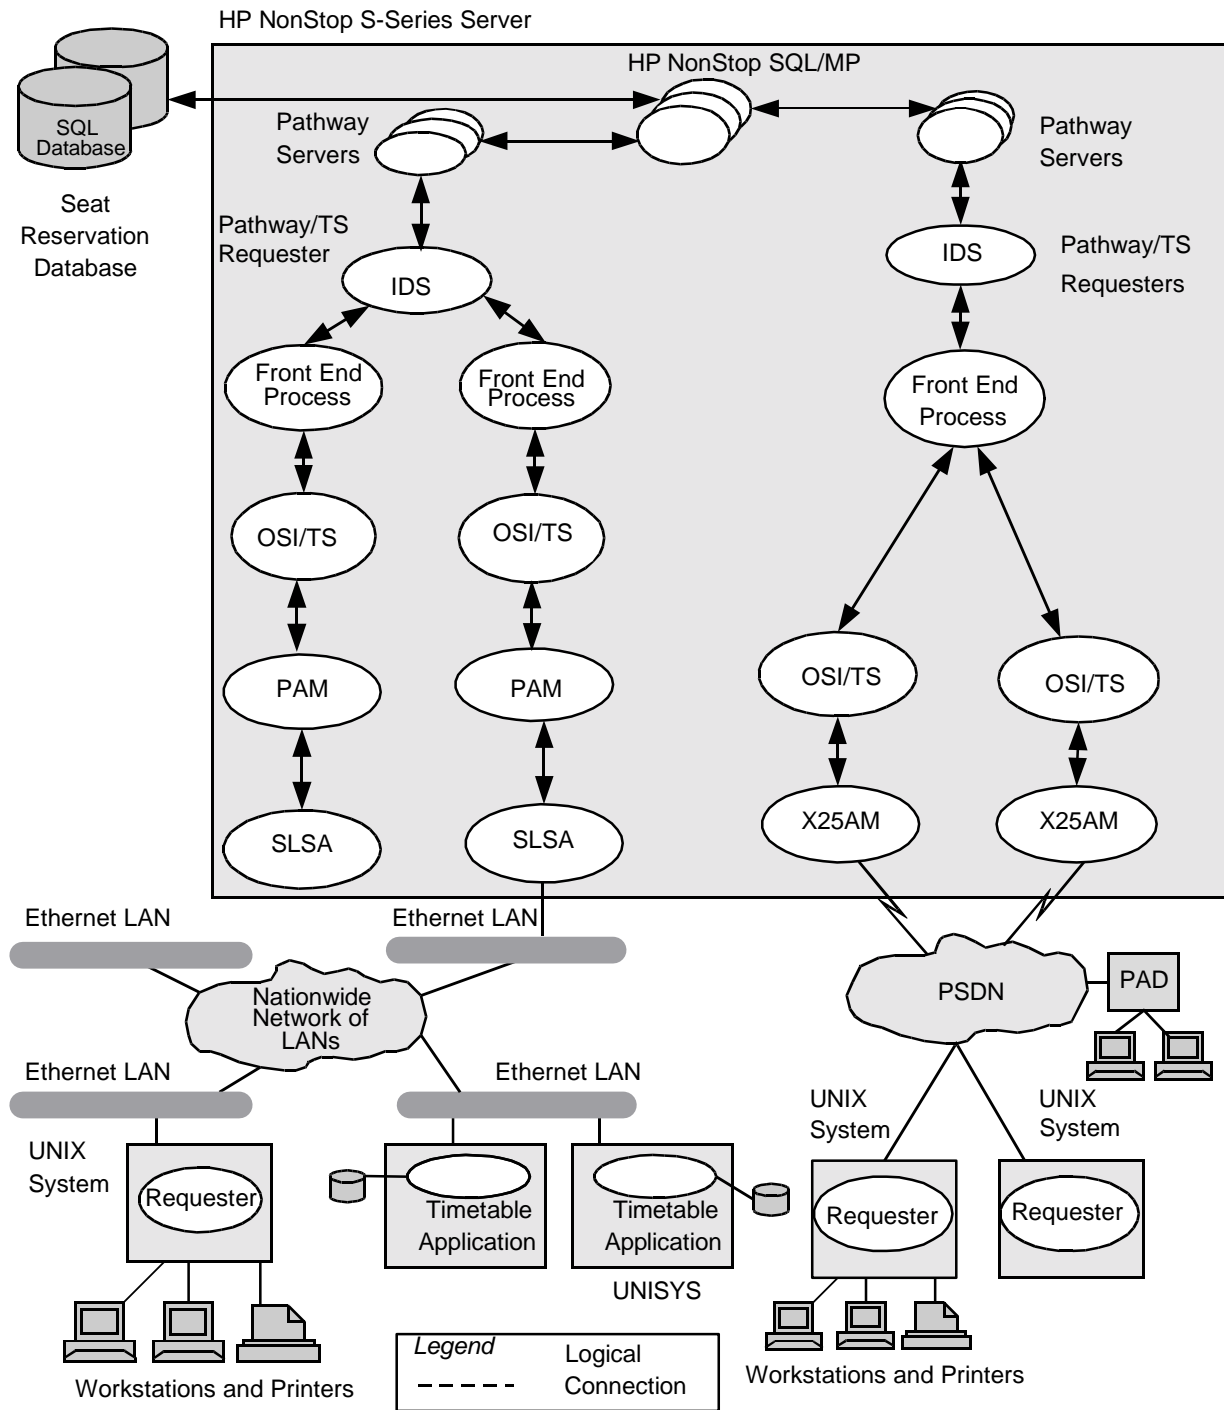 HP NonStop S-Series Server
HP NonStop SQL/MP
SQL
Database
Pathway
Servers
Pathway
Servers
Seat
Reservation
Database
Pathway/TS
Requester
IDS
IDS
Pathway/TS
Requesters
Front End
Process
Front End
Process
Front End
Process
OSI/TS
OSI/TS
OSI/TS
OSI/TS
PAM
PAM
X25AM
X25AM
SLSA
SLSA
Ethernet LAN
Ethernet LAN
Nationwide
Network of
LANs
PSDN
PAD
Ethernet LAN
Ethernet LAN
UNIX
System
UNIX
System
UNIX
System
Requester
Timetable
Application
Timetable
Application
Requester
Requester
UNISYS
Workstations and Printers
Legend
Logical
Connection
Workstations and Printers